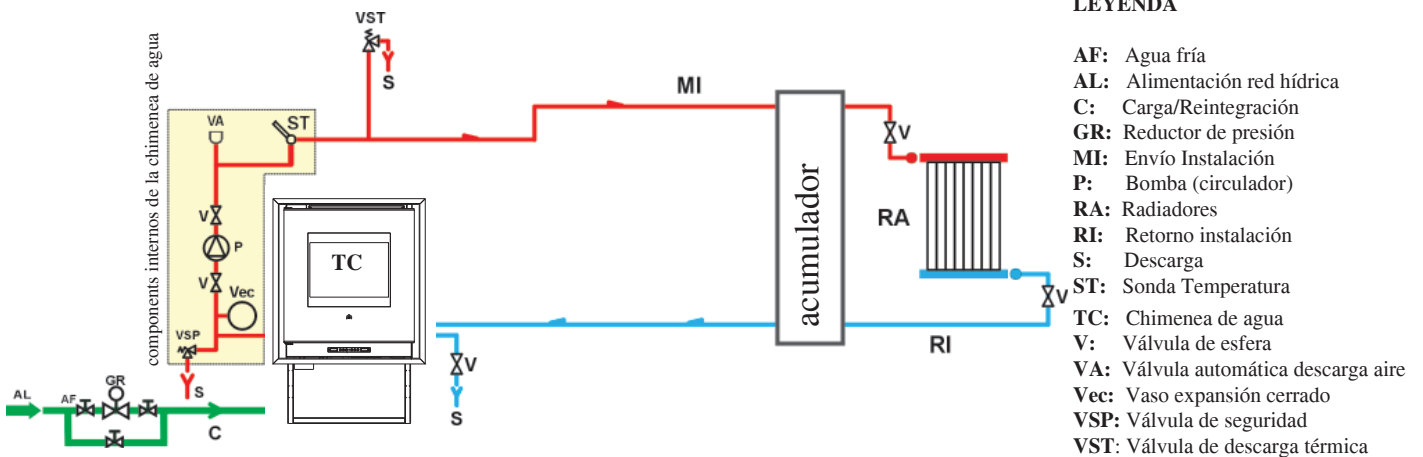 LEYENDA
AF: Agua fría
AL: Alimentación red hídrica
C: Carga/Reintegración
GR: Reductor de presión
MI: Envío Instalación
P: Bomba (circulador)
RA: Radiadores
RI: Retorno instalación
S: Descarga
ST: Sonda Temperatura
TC: Chimenea de agua
V: Válvula de esfera
VA: Válvula automática descarga aire
Vec: Vaso expansión cerrado
VSP: Válvula de seguridad
VST: Válvula de descarga térmica
components internos de la chimenea de agua
VST
S
MI
VA
ST
V
V
P
V
Vec
VSP
S
TC
acumulador
RA
V
RI
V
S
AL
AF
GR
C